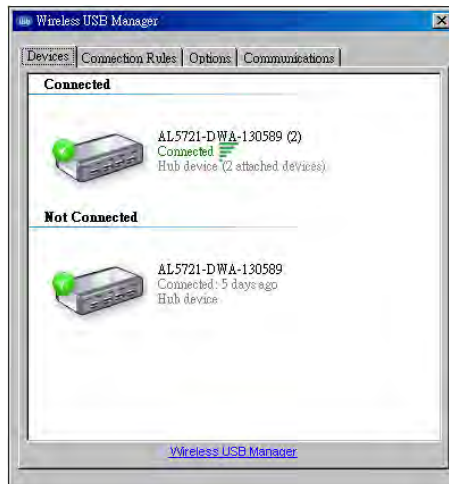 Wireless USB Manager
Devices Connection Rules Options Communications
Connected
AL5721-DWA-130589 (2)
Connected
Hub device (2 attached devices)
Not Connected
AL5721-DWA-130589
Connected: 5 days ago
Hub device
Wireless USB Manager